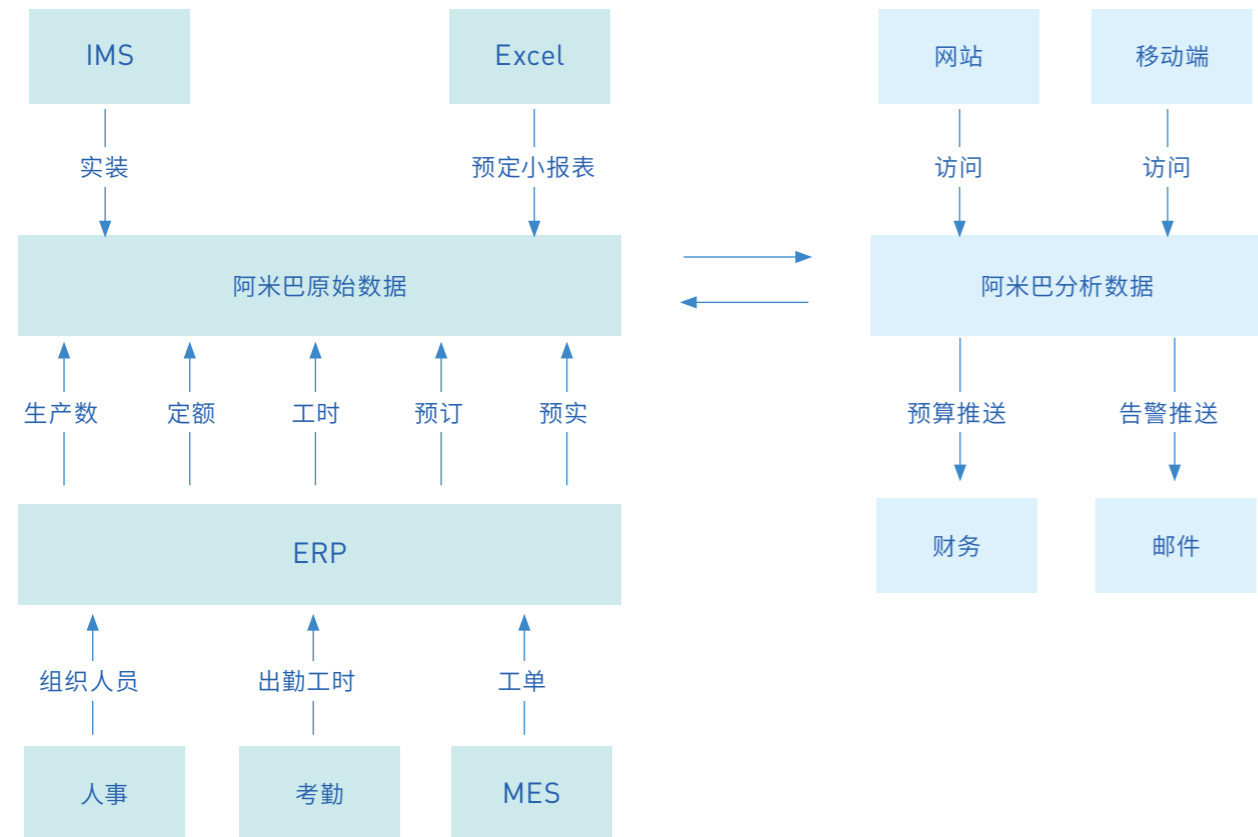 IMS
Excel
网站
移动端
实装
预定小报表
访问
访问
阿米巴原始数据
阿米巴分析数据
生产数
定额
工时
预订
预实
预算推送
告警推送
ERP
财务
邮件
组织人员
出勤工时
工单
人事
考勤
MES